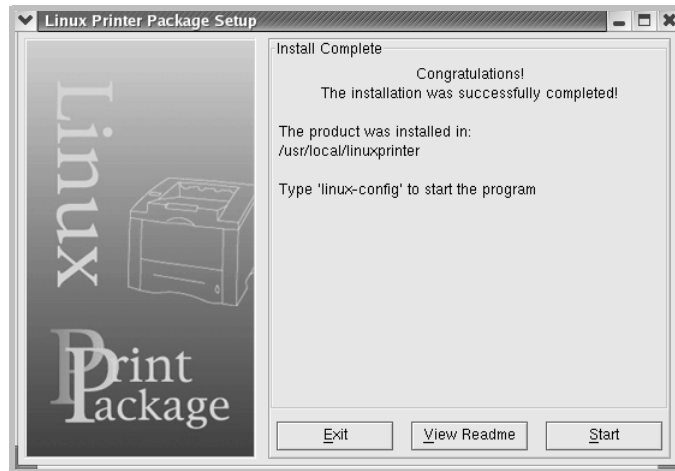 Linux Printer Package Setup
Linux
Print
Package
Install Complete
Congratulations!
The installation was successfully completed!
The product was installed in:
/usr/local/linuxprinter
Type 'linux-config' to start the program
Exit
View Readme
Start